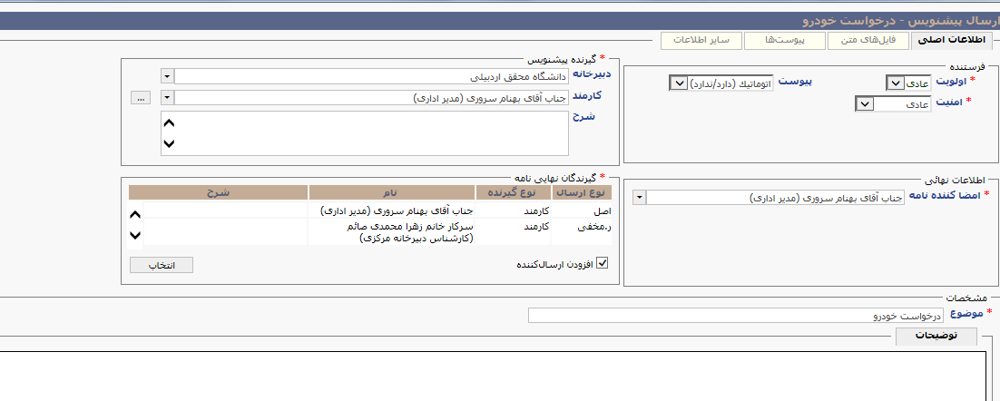 ارسال پیشنویس - درخواست خودرو
اطلاعات اصلی
فایل‌های متن
پیوست‌ها
سایر اطلاعات
فرستنده
* اولویت عادی
پیوست اتوماتیك (دارد/ندارد)
* امنیت عادی
* گیرنده پیشنویس
دبیرخانه دانشگاه محقق اردبیلی
کارمند جناب آقای بهنام سروری (مدیر اداری) ...
شرح
اطلاعات نهائی
* امضا کننده نامه جناب آقای بهنام سروری (مدیر اداری)
* گیرندگان نهایی نامه
نوع ارسال نوع گیرنده نام شرح
اصل کارمند جناب آقای بهنام سروری (مدیر اداری)
ر.مخفی کارمند سرکار خانم زهرا محمدی صائم
(کارشناس دبیرخانه مرکزی)
افزودن ارسال‌کننده
انتخاب
مشخصات
* موضوع درخواست خودرو
توضیحات